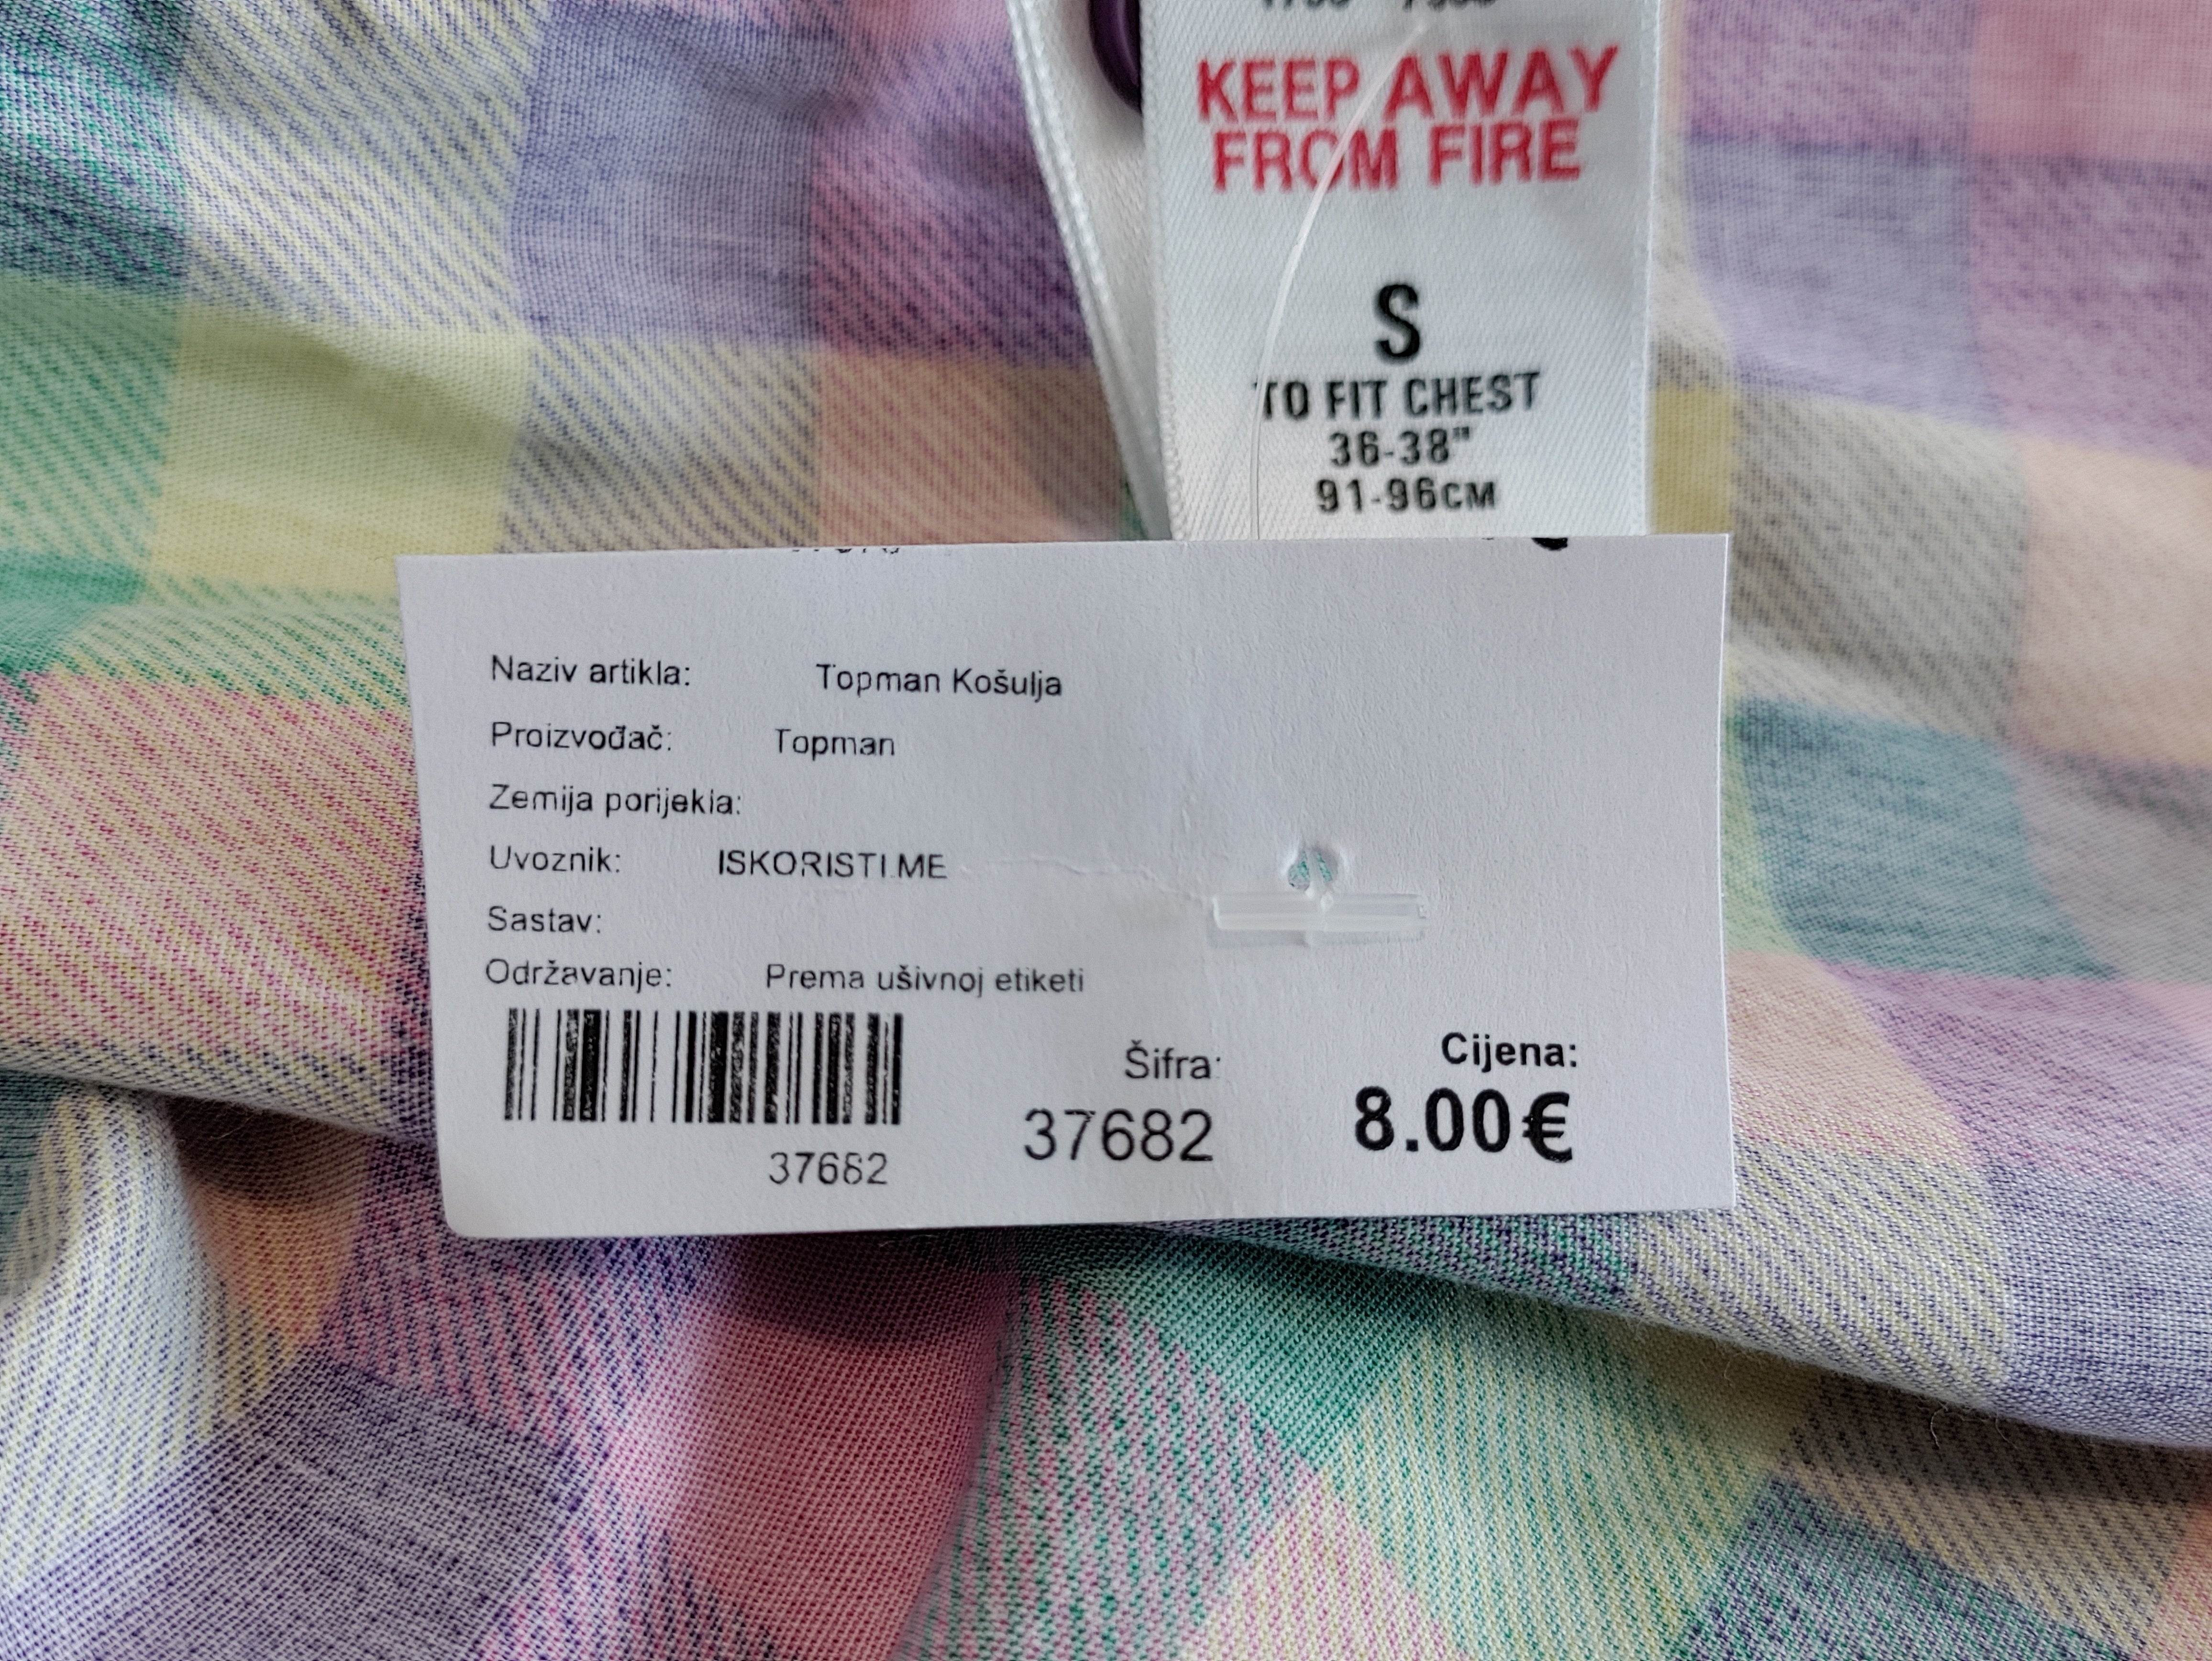 KEEP AWAY
FROM FIRE
S
TO FIT CHEST
36-38"
91-96CM
Naziv artikla: Topman Košulja
Proizvođač: Topman
Zemlja porijekla:
Uvoznik: ISKORISTI.ME
Sastav:
Održavanje: Prema ušivnoj etiketi
Šifra: Cijena:
37682 8.00€
37682